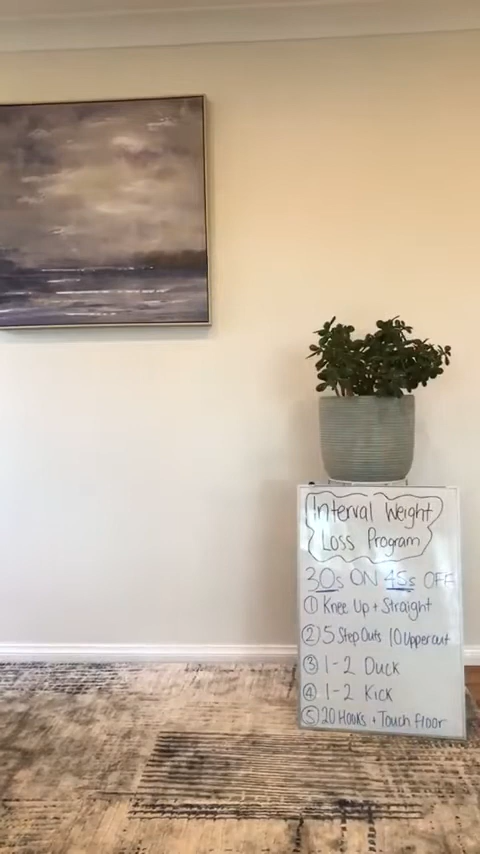 Interval Weight
Loss Program
30s ON 45s OFF
① Knee Up + Straight
② 5 Step Outs 10 Uppercut
③ 1-2 Duck
④ 1-2 Kick
⑤ 20 Hooks + Touch Floor